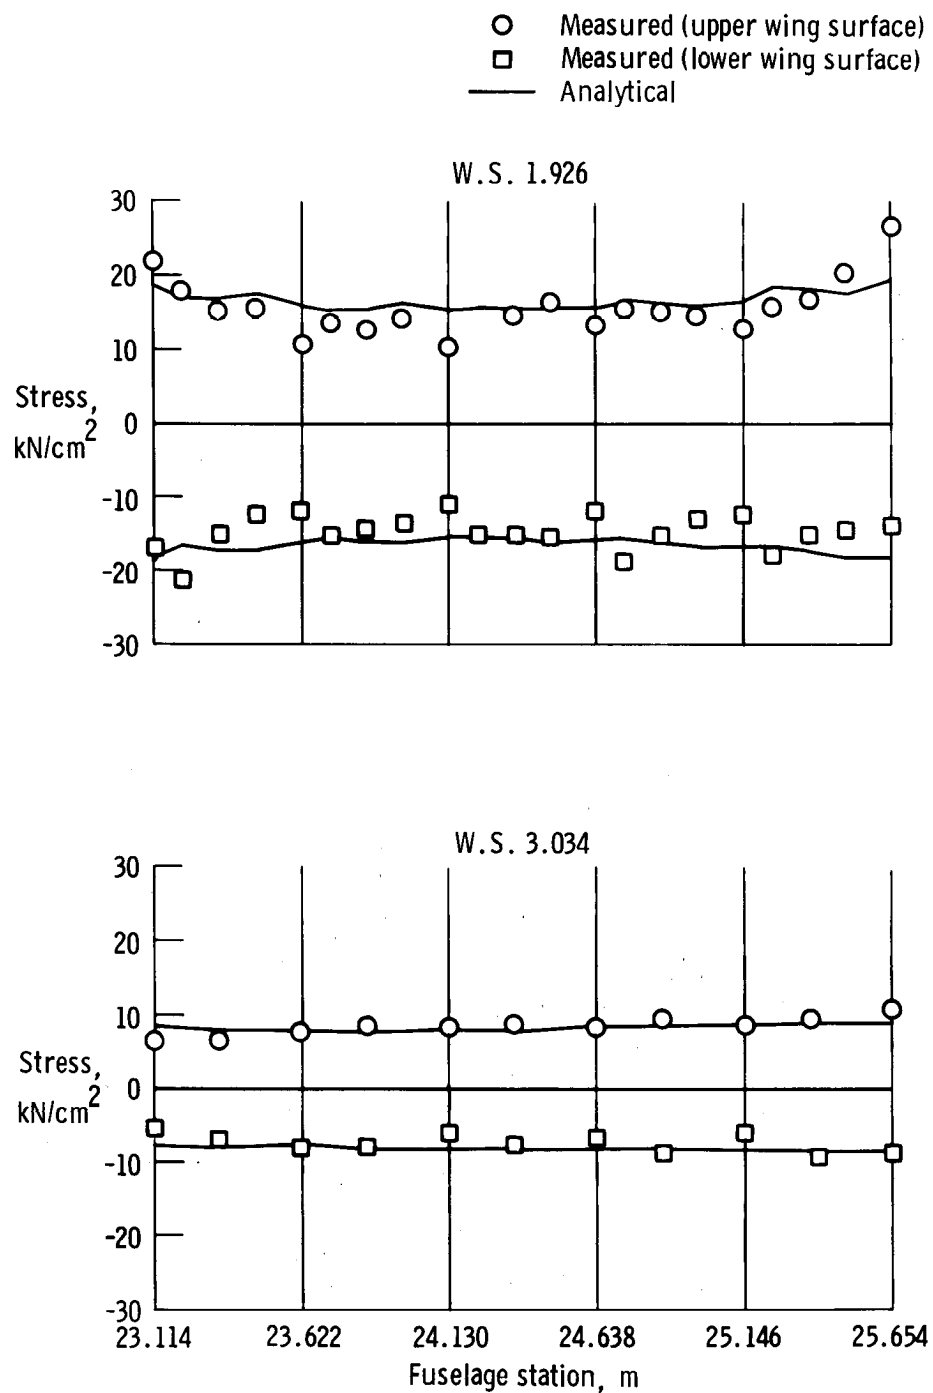 Measured (upper wing surface)
Measured (lower wing surface)
Analytical
W.S. 1.926
30
20
10
Stress,
0
kN/cm2
-10
-20
-30
W.S. 3.034
30
20
10
Stress,
0
kN/cm2
-10
-20
-30
23.114 23.622 24.130 24.638 25.146 25.654
Fuselage station, m